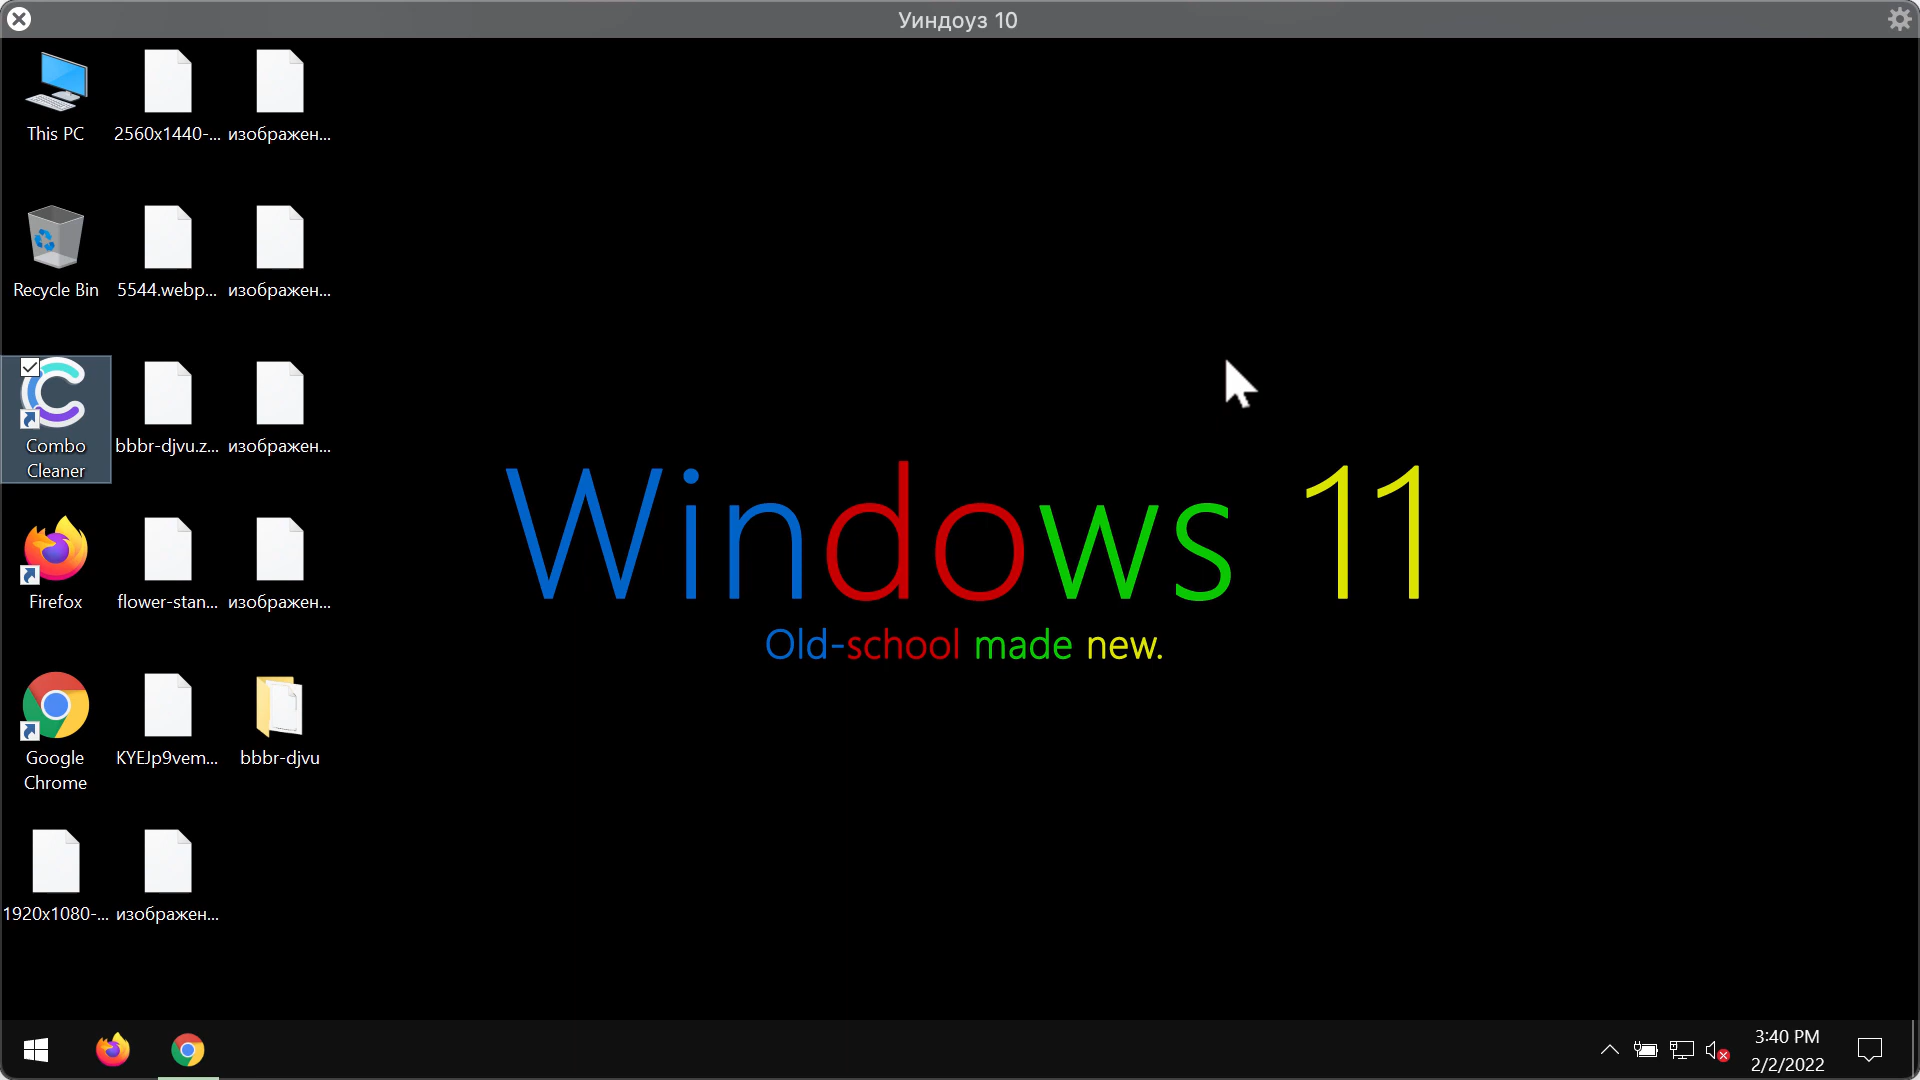 Уиндоуз 10
This PC
2560x1440-...
изображен...
Recycle Bin
5544.webp...
изображен...
Combo
Cleaner
bbbr-djvu.z...
изображен...
Firefox
flower-stan...
изображен...
Google
Chrome
KYEJp9vem...
bbbr-djvu
1920x1080-...
изображен...
Windows 11
Old-school made new.
3:40 PM
2/2/2022